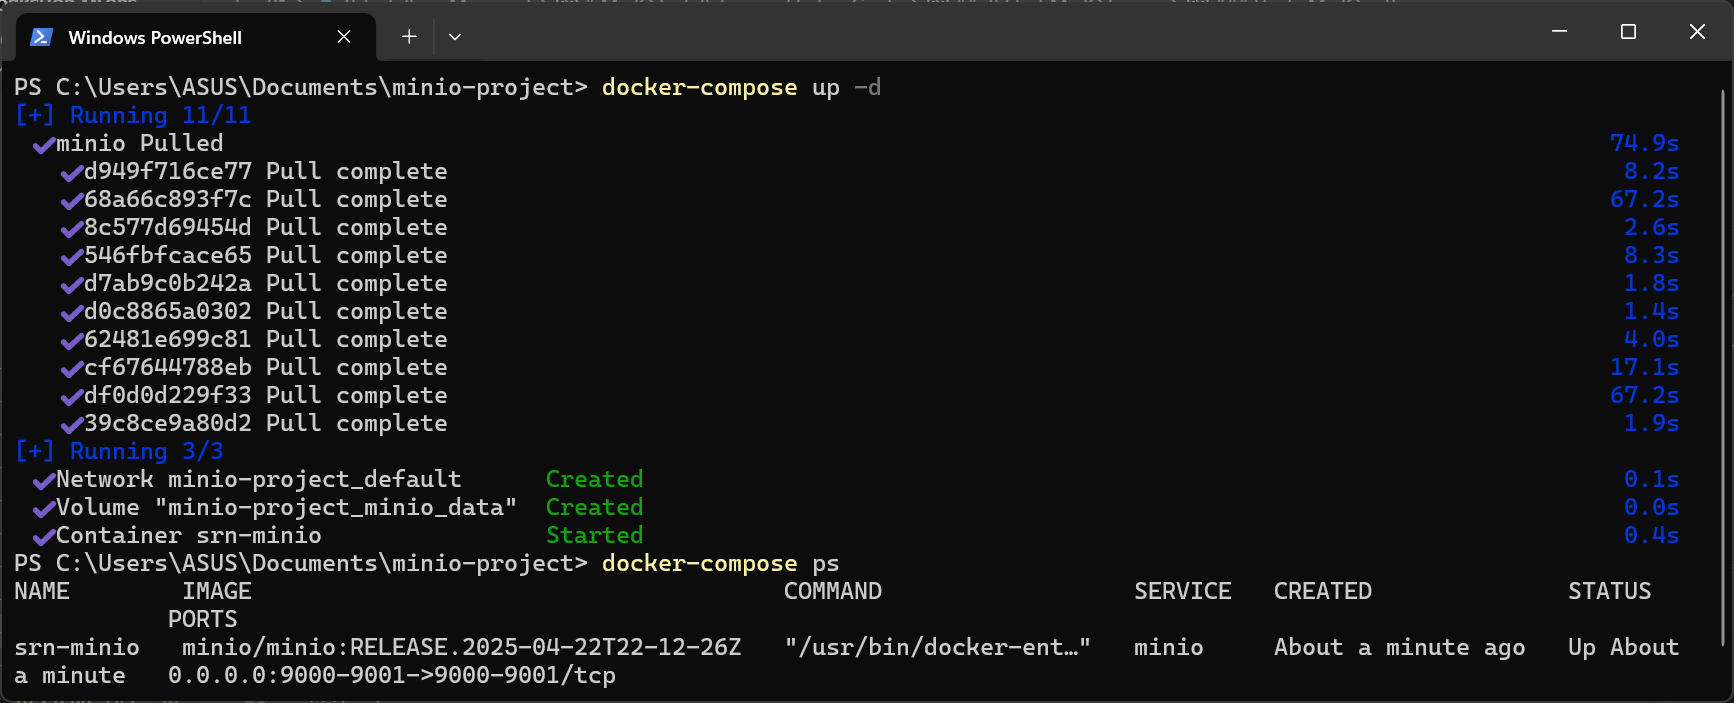 Windows PowerShell
PS C:\Users\ASUS\Documents\minio-project> docker-compose up -d
[+] Running 11/11
✔minio Pulled 74.9s
✔d949f716ce77 Pull complete 8.2s
✔68a66c893f7c Pull complete 67.2s
✔8c577d69454d Pull complete 2.6s
✔546fbfcace65 Pull complete 8.3s
✔d7ab9c0b242a Pull complete 1.8s
✔d0c8865a0302 Pull complete 1.4s
✔62481e699c81 Pull complete 4.0s
✔cf67644788eb Pull complete 17.1s
✔df0d0d229f33 Pull complete 67.2s
✔39c8ce9a80d2 Pull complete 1.9s
[+] Running 3/3
✔Network minio-project_default Created 0.1s
✔Volume "minio-project_minio_data" Created 0.0s
✔Container srn-minio Started 0.4s
PS C:\Users\ASUS\Documents\minio-project> docker-compose ps
NAME IMAGE COMMAND SERVICE CREATED STATUS
PORTS
srn-minio minio/minio:RELEASE.2025-04-22T22-12-26Z "/usr/bin/docker-ent…" minio About a minute ago Up About
a minute 0.0.0.0:9000-9001->9000-9001/tcp